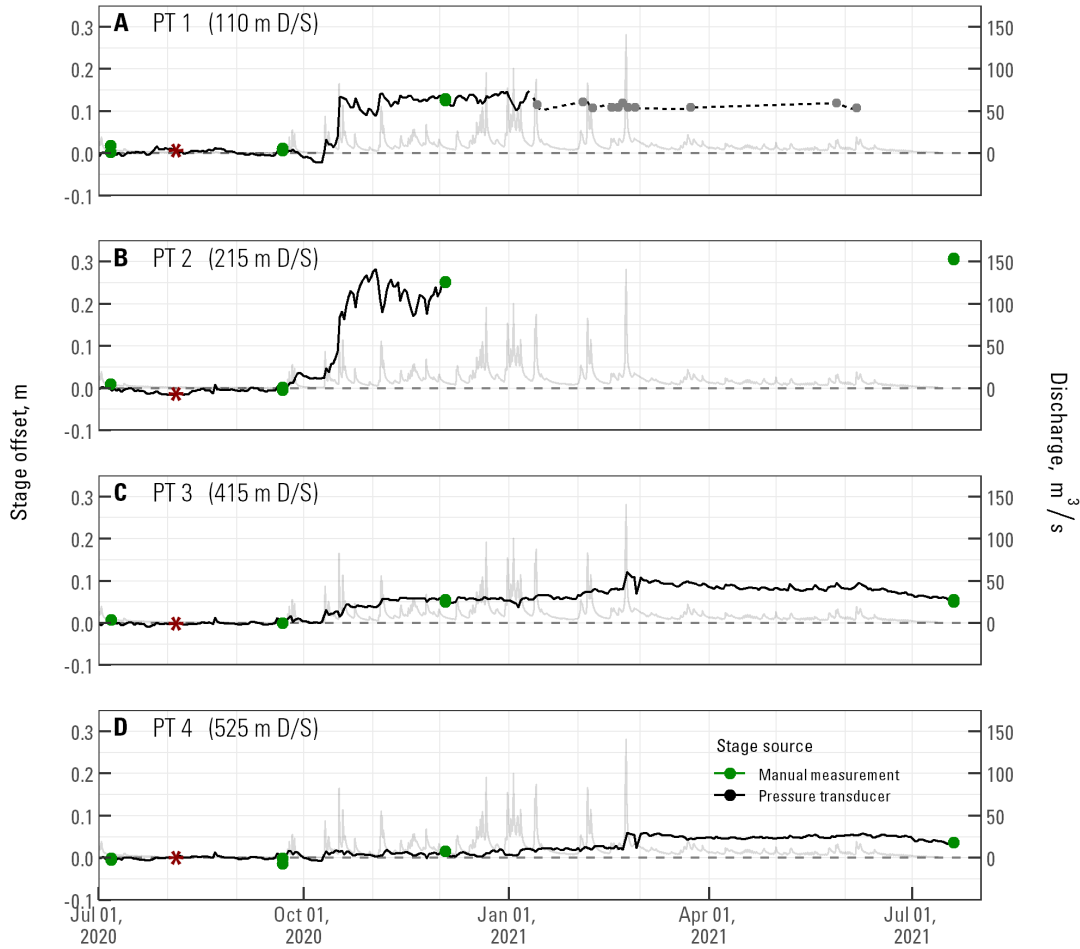 A PT 1 (110 m D/S)
0.3
0.2
0.1
0.0
-0.1
150
100
50
0
B PT 2 (215 m D/S)
0.3
0.2
0.1
0.0
-0.1
150
100
50
0
Stage offset, m
Discharge, m³/s
C PT 3 (415 m D/S)
0.3
0.2
0.1
0.0
-0.1
150
100
50
0
D PT 4 (525 m D/S)
0.3
0.2
0.1
0.0
-0.1
150
100
50
0
Stage source
Manual measurement
Pressure transducer
Jul 01,
2020
Oct 01,
2020
Jan 01,
2021
Apr 01,
2021
Jul 01,
2021